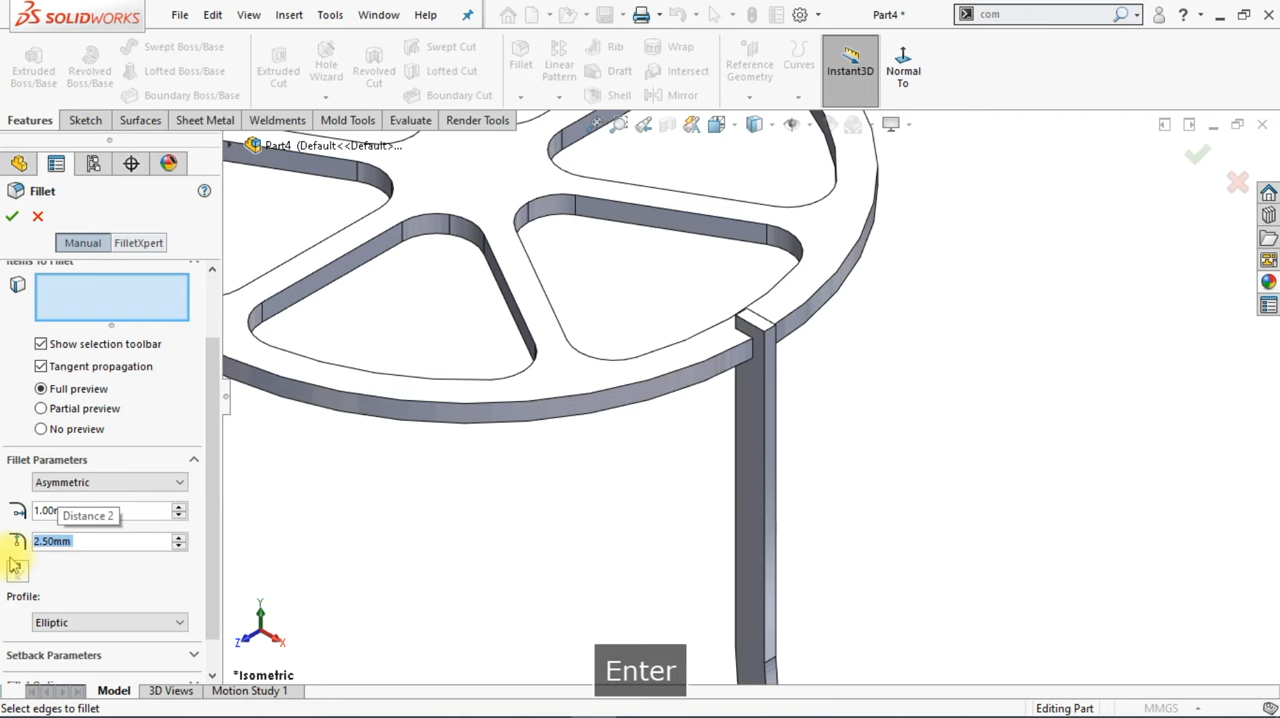 SOLIDWORKS
File Edit View Insert Tools Window Help
Part4 *
com
?
Extruded Boss/Base
Revolved Boss/Base
Swept Boss/Base
Lofted Boss/Base
Boundary Boss/Base
Extruded Cut
Hole Wizard
Revolved Cut
Swept Cut
Lofted Cut
Boundary Cut
Fillet
Linear Pattern
Rib
Draft
Shell
Wrap
Intersect
Mirror
Reference Geometry
Curves
Instant3D
Normal To
Features Sketch Surfaces Sheet Metal Weldments Mold Tools Evaluate Render Tools
Part4 (Default<<Default>...
Fillet
?
Manual FilletXpert
Items To Fillet
Show selection toolbar
Tangent propagation
Full preview
Partial preview
No preview
Fillet Parameters
Asymmetric
1.00
Distance 2
2.50mm
Profile:
Elliptic
Setback Parameters
Y
Z X
*Isometric
Enter
Model 3D Views Motion Study 1
Select edges to fillet
Editing Part
MMGS